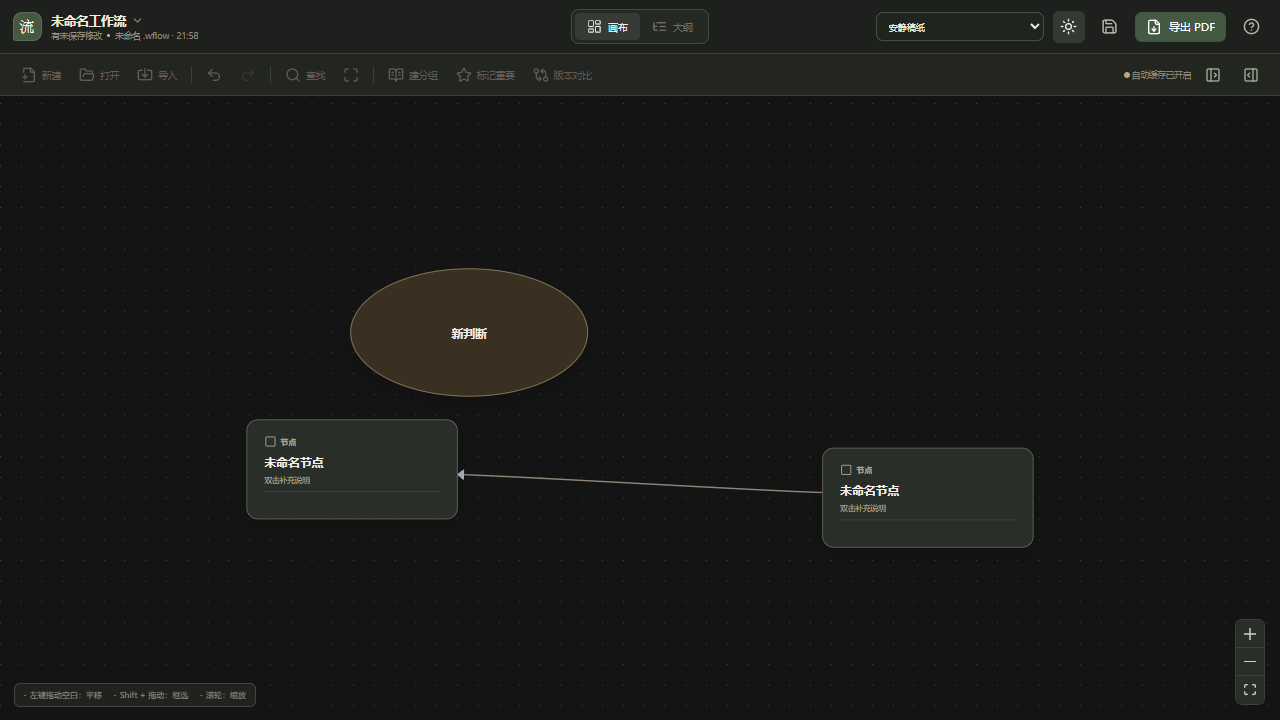 流
未命名工作流
有未保存修改 • 未命名.wflow · 21:58
画布
大纲
安静稿纸
导出 PDF
新建
打开
导入
查找
建分组
标记重要
版本对比
自动缓存已开启
新判断
节点
未命名节点
双击补充说明
节点
未命名节点
双击补充说明
· 左键拖动空白：平移 · Shift + 拖动：框选 · 滚轮：缩放